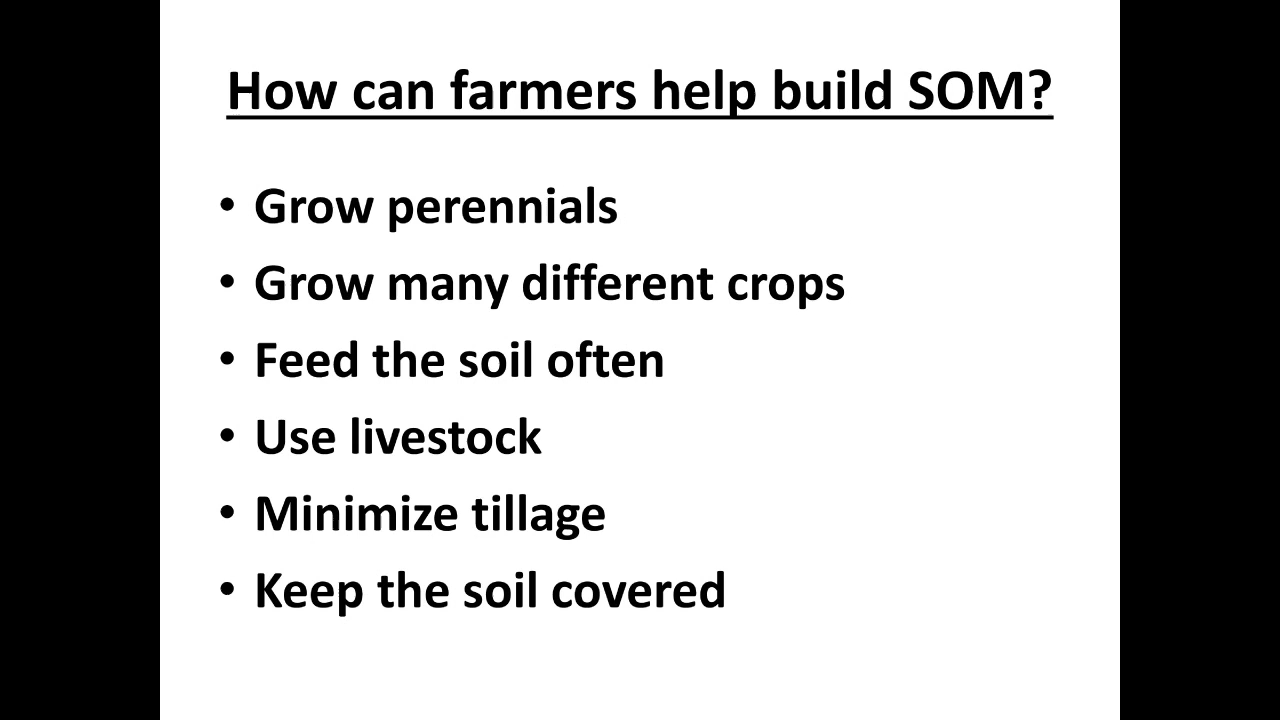 How can farmers help build SOM?
• Grow perennials
• Grow many different crops
• Feed the soil often
• Use livestock
• Minimize tillage
• Keep the soil covered